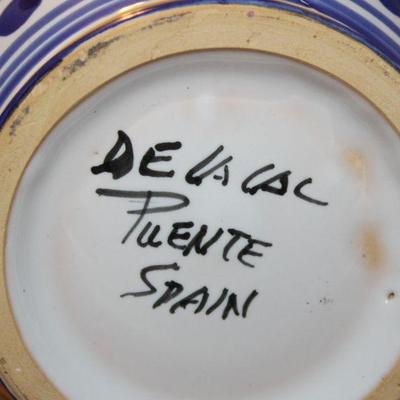 DE LA CAL
PUENTE
SPAIN